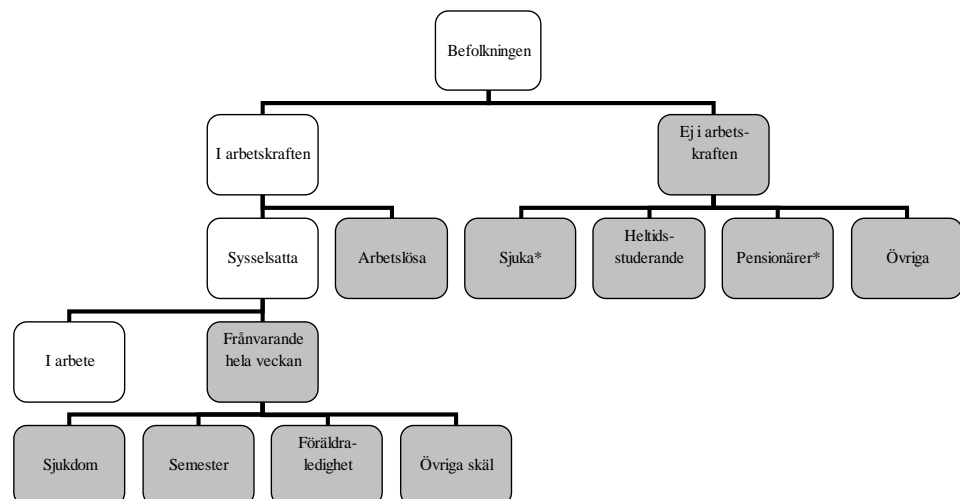 Befolkningen
I arbetskraften
Ej i arbets-
kraften
Sysselsatta
Arbetslösa
Sjuka*
Heltids-
studerande
Pensionärer*
Övriga
I arbete
Frånvarande
hela veckan
Sjukdom
Semester
Föräldra-
ledighet
Övriga skäl